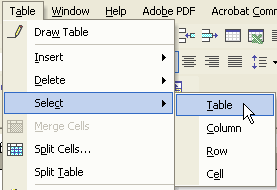 Table Window Help Adobe PDF Acrobat Co
Draw Table
Insert
Delete
Select
Table
Merge Cells
Column
Split Cells...
Row
Split Table
Cell